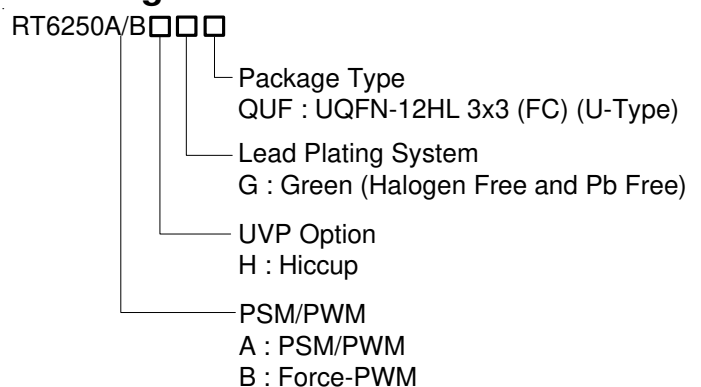 RT6250A/B□□□
Package Type
QUF : UQFN-12HL 3x3 (FC) (U-Type)
Lead Plating System
G : Green (Halogen Free and Pb Free)
UVP Option
H : Hiccup
PSM/PWM
A : PSM/PWM
B : Force-PWM